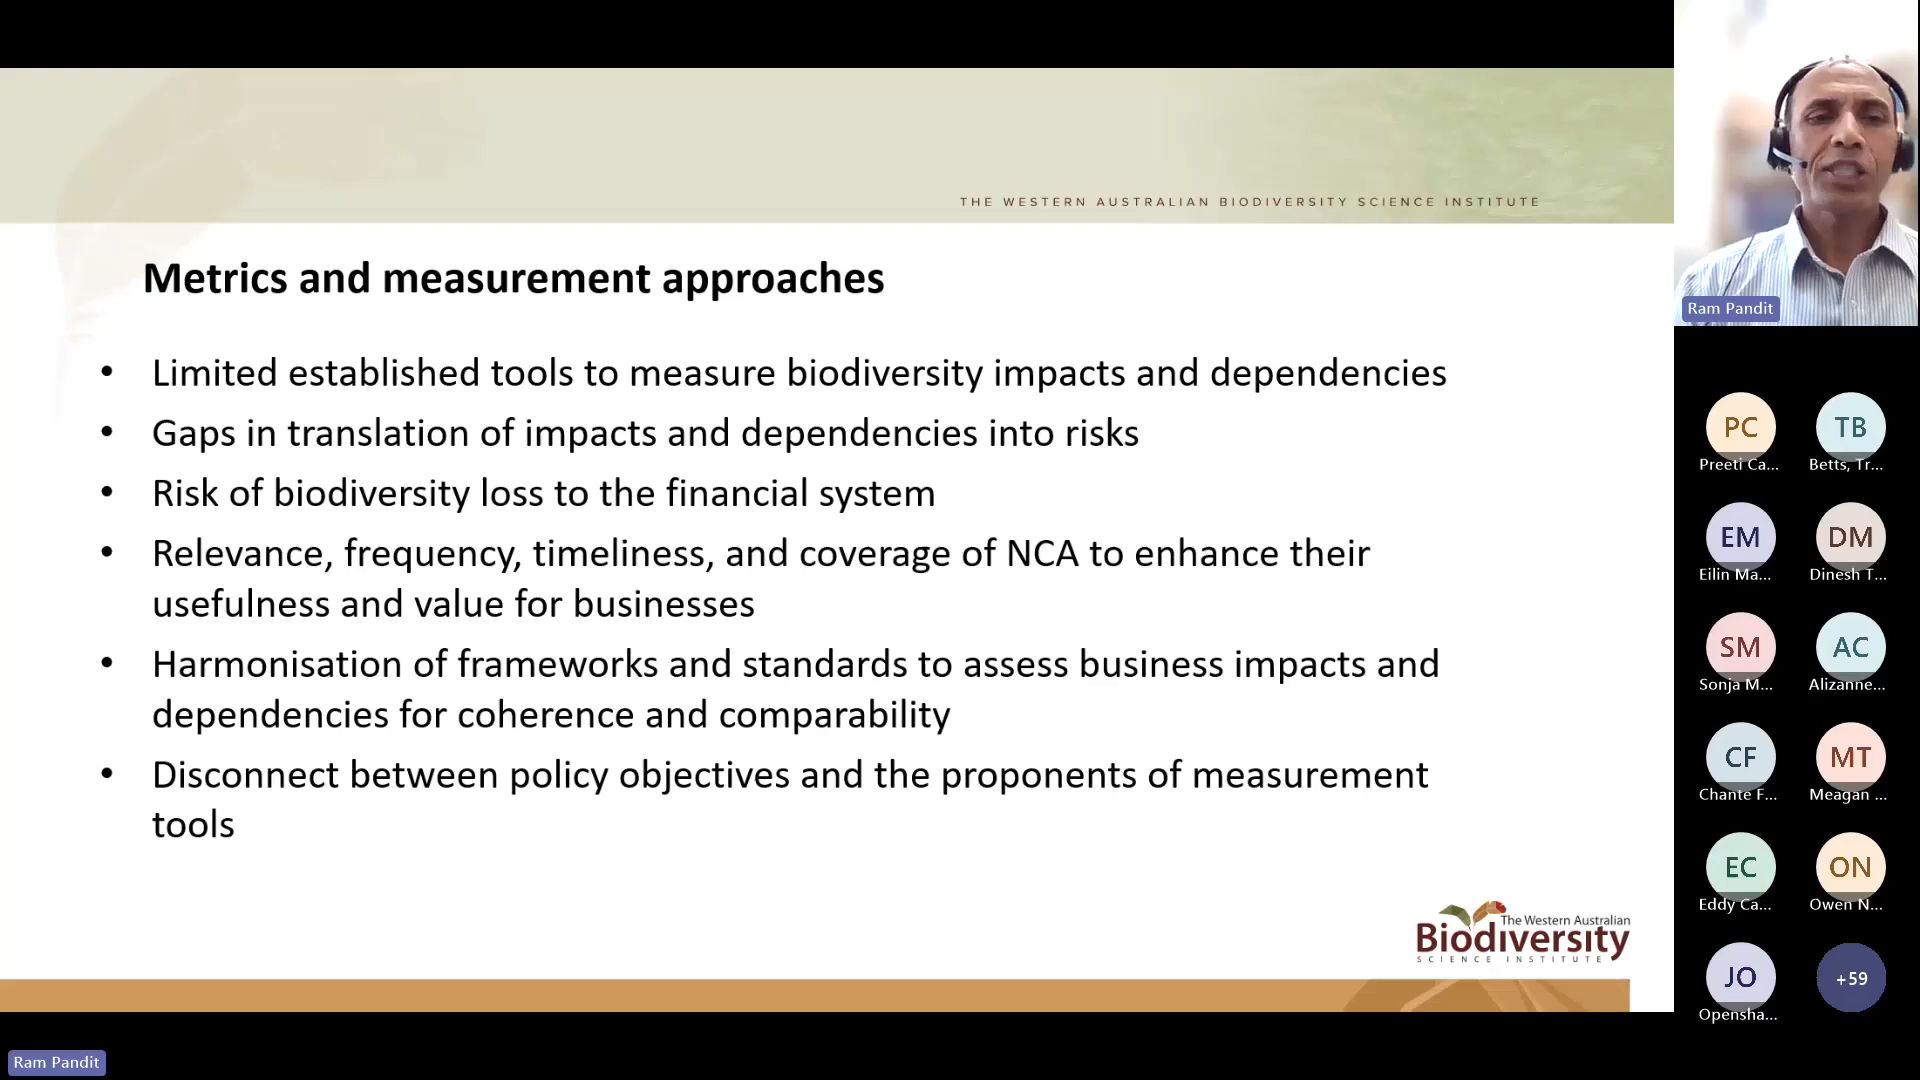 THE WESTERN AUSTRALIAN BIODIVERSITY SCIENCE INSTITUTE
Metrics and measurement approaches
• Limited established tools to measure biodiversity impacts and dependencies
• Gaps in translation of impacts and dependencies into risks
• Risk of biodiversity loss to the financial system
• Relevance, frequency, timeliness, and coverage of NCA to enhance their
usefulness and value for businesses
• Harmonisation of frameworks and standards to assess business impacts and
dependencies for coherence and comparability
• Disconnect between policy objectives and the proponents of measurement
tools
The Western Australian
Biodiversity
SCIENCE INSTITUTE
Ram Pandit
Ram Pandit
PC TB
Preeti Ca... Betts, Tr...
EM DM
Eilin Ma... Dinesh T...
SM AC
Sonja M... Alizanne...
CF MT
Chante F... Meagan ...
EC ON
Eddy Ca... Owen N...
JO +59
Opensha...